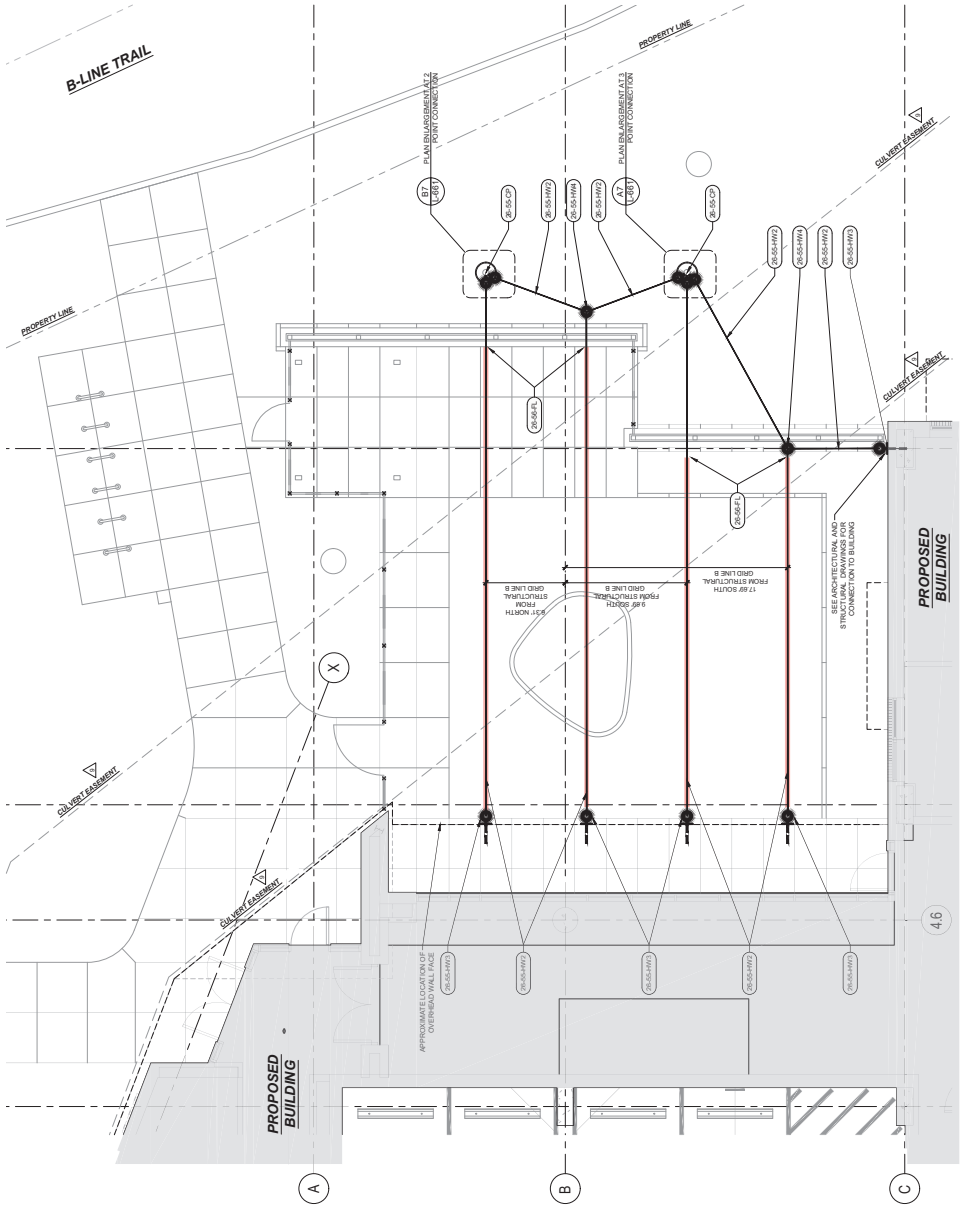 B-LINE TRAIL
PROPERTY LINE
PROPERTY LINE
B7
L-661
PLAN ENLARGEMENT AT 2
POINT CONNECTION
A7
L-661
PLAN ENLARGEMENT AT 3
POINT CONNECTION
26-55-CP
26-55-HW2
26-55-HW4
26-55-HW2
26-55-CP
CULVERT EASEMENT
9
26-55-HW2
26-55-HW4
26-55-HW2
26-55-HW3
CULVERT EASEMENT
9
26-56-FL
26-56-FL
6.31' NORTH
FROM
STRUCTURAL
GRID LINE B
9.69' SOUTH
FROM STRUCTURAL
GRID LINE B
17.69' SOUTH
FROM STRUCTURAL
GRID LINE B
SEE ARCHITECTURAL AND
STRUCTURAL DRAWINGS FOR
CONNECTION TO BUILDING
PROPOSED
BUILDING
X
CULVERT EASEMENT
9
CULVERT EASEMENT
9
APPROXIMATE LOCATION OF
OVERHEAD WALL FACE
26-55-HW3
26-55-HW2
26-55-HW3
26-55-HW2
26-55-HW3
4.6
PROPOSED
BUILDING
A
B
C